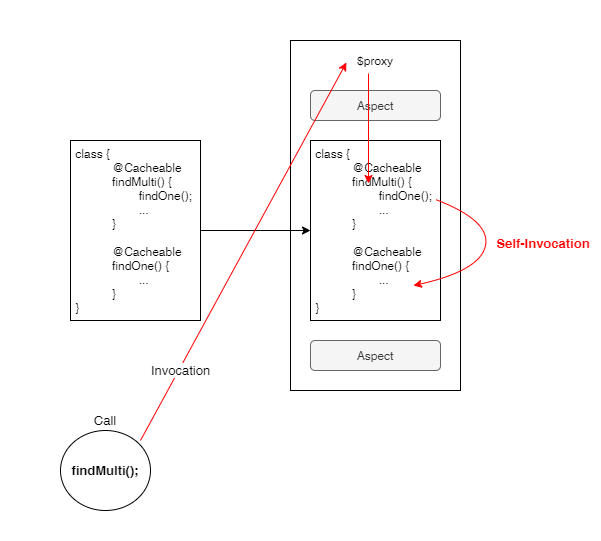 $proxy
Aspect
class {
@Cacheable
findMulti() {
findOne();
...
}
@Cacheable
findOne() {
...
}
}
class {
@Cacheable
findMulti() {
findOne();
...
}
@Cacheable
findOne() {
...
}
}
Self-Invocation
Aspect
Invocation
Call
findMulti();